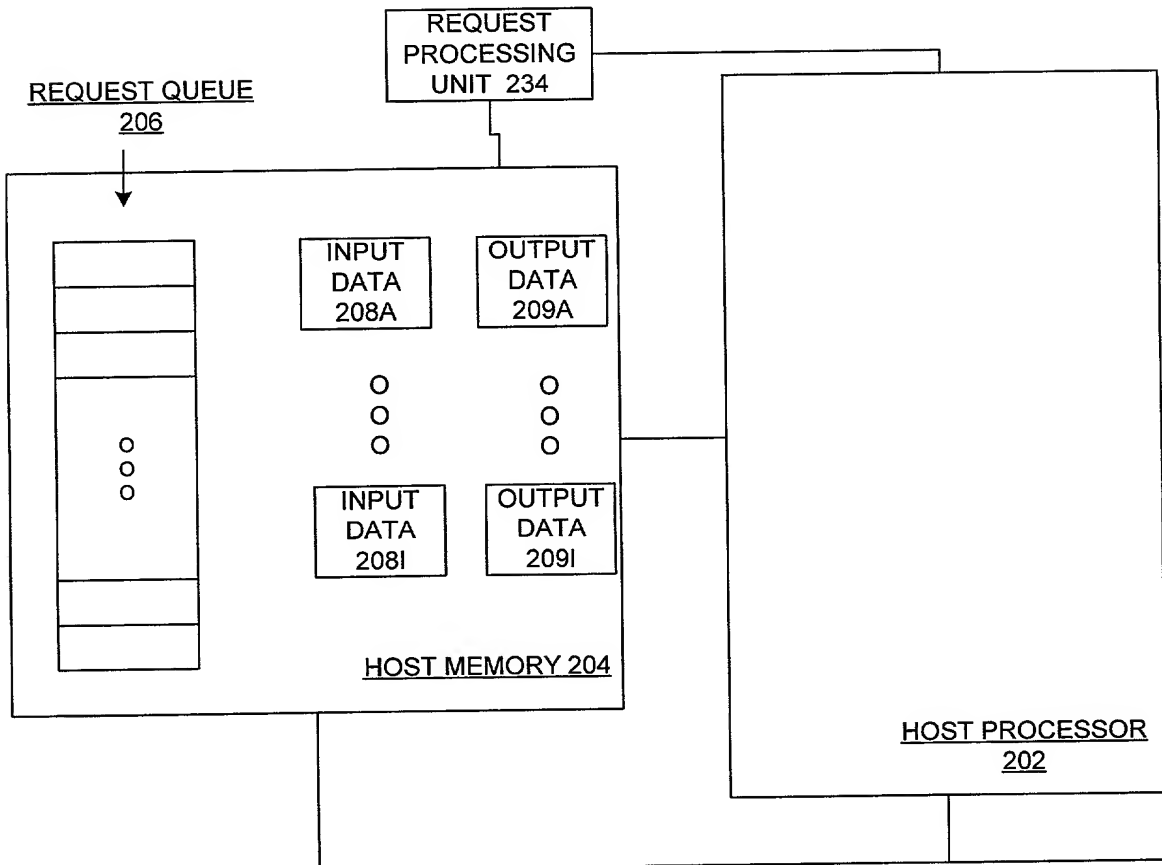 REQUEST
PROCESSING
UNIT 234
REQUEST QUEUE
206
INPUT
DATA
208A
OUTPUT
DATA
209A
INPUT
DATA
208I
OUTPUT
DATA
209I
HOST MEMORY 204
HOST PROCESSOR
202